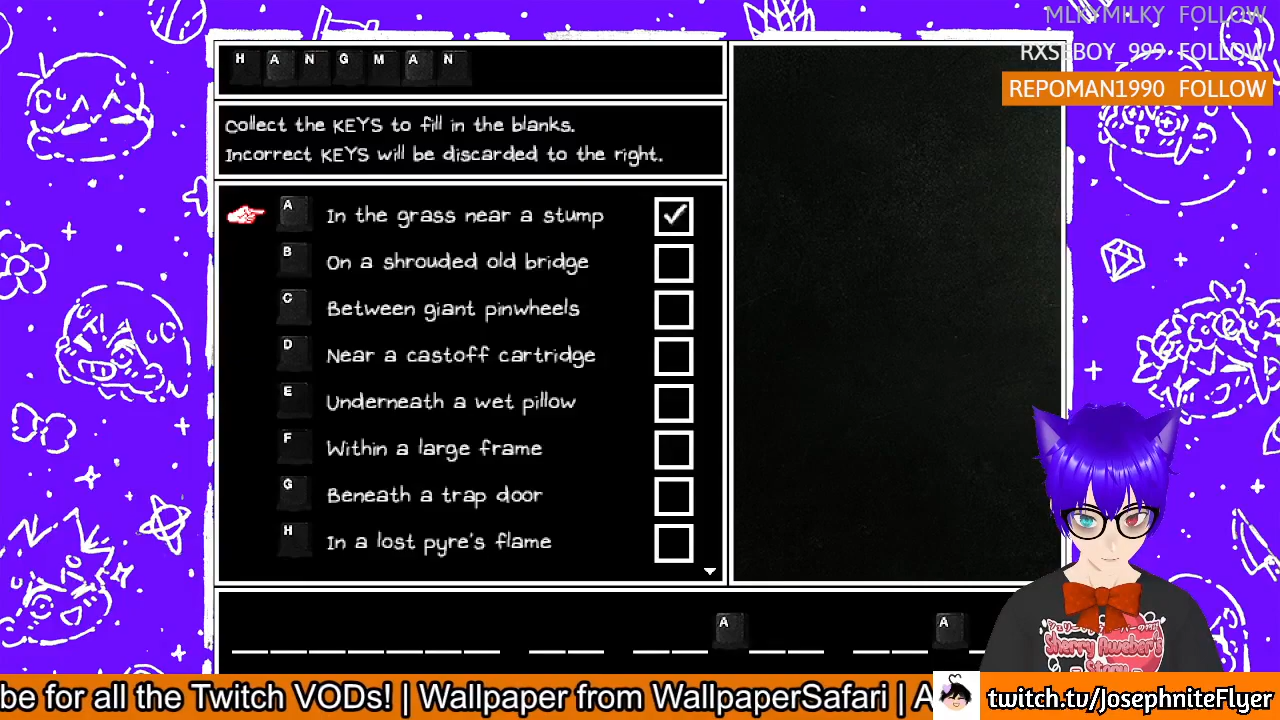 MLKYMILKY FOLLOW
RXSEBOY_999 FOLLOW
REPOMAN1990 FOLLOW
H A N G M A N
Collect the KEYS to fill in the blanks.
Incorrect KEYS will be discarded to the right.
A In the grass near a stump
B On a shrouded old bridge
C Between giant pinwheels
D Near a castoff cartridge
E Underneath a wet pillow
F Within a large frame
G Beneath a trap door
H In a lost pyre's flame
A A
Sherry Aweber's
Story
be for all the Twitch VODs! | Wallpaper from WallpaperSafari | A
twitch.tv/JosephniteFlyer